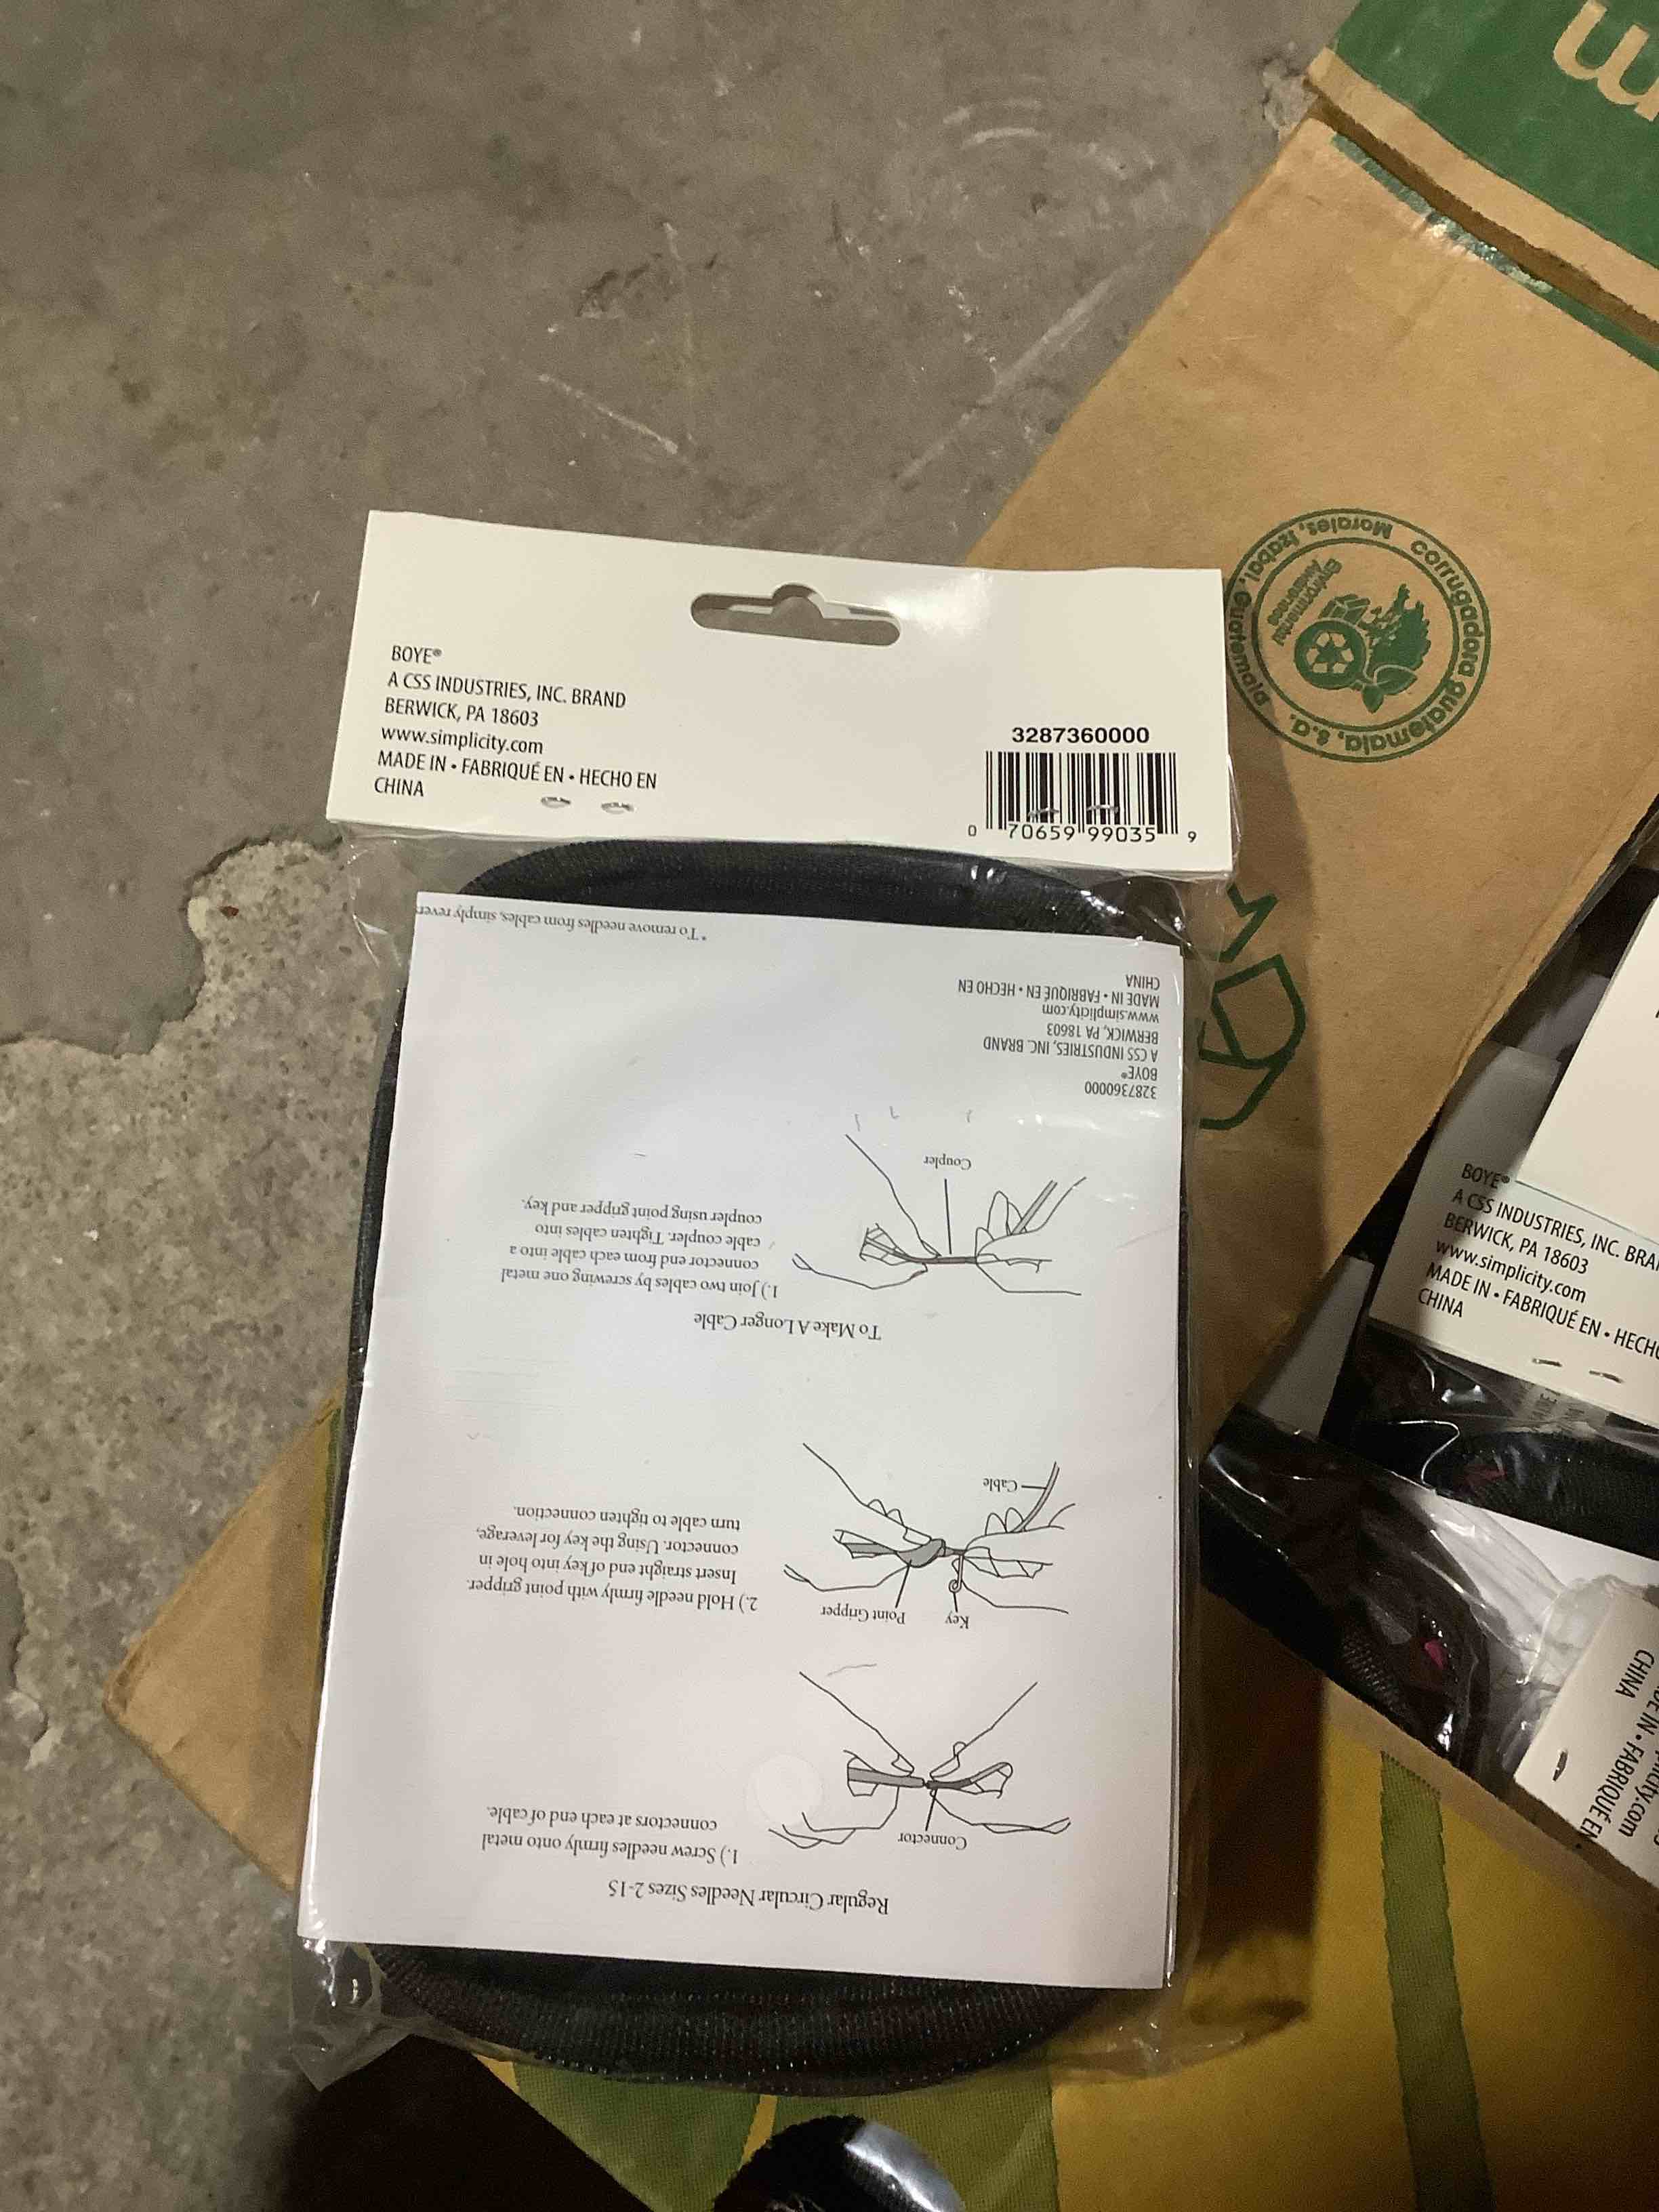 BOYE®
A CSS INDUSTRIES, INC. BRAND
BERWICK, PA 18603
www.simplicity.com
MADE IN • FABRIQUÉ EN • HECHO EN
CHINA
3287360000
0 70659 99035 9
Regular Circular Needles Sizes 2-15
1.) Screw needles firmly onto metal
connectors at each end of cable.
Connector
2.) Hold needle firmly with point gripper.
Insert straight end of key into hole in
connector. Using the key for leverage,
turn cable to tighten connection.
Key
Point Gripper
Cable
To Make A Longer Cable
1.) Join two cables by screwing one metal
connector end from each cable into a
cable coupler. Tighten cables into
coupler using point gripper and key.
Coupler
3287360000
BOYE®
A CSS INDUSTRIES, INC. BRAND
BERWICK, PA 18603
www.simplicity.com
MADE IN • FABRIQUÉ EN • HECHO EN
CHINA
*To remove needles from cables, simply
corrugadora guatemala, s.a.
Morales, Izabal, Guatemala
Environmental
Awareness
m
BOYE®
A CSS INDUSTRIES, INC.
BERWICK, PA 18603
www.simplicity.com
MADE IN • FABRIQUÉ EN •
CHINA
IN • FABRIQUÉ EN
CHINA